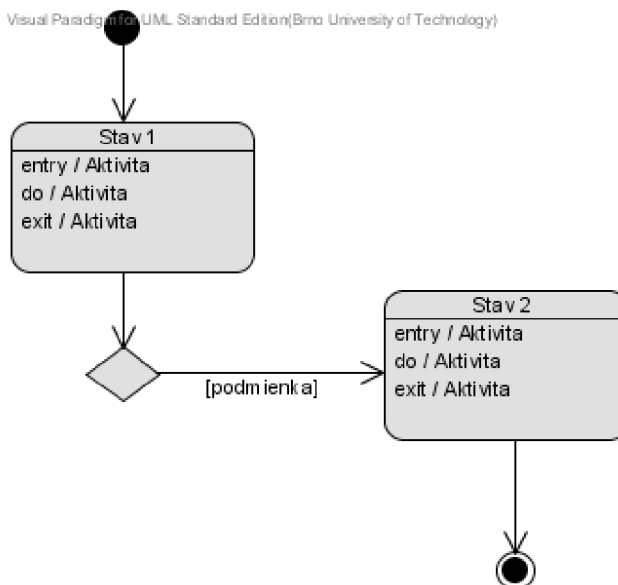 Visual Paradigm for UML Standard Edition(Brno University of Technology)
Stav 1
entry / Aktivita
do / Aktivita
exit / Aktivita
[podmienka]
Stav 2
entry / Aktivita
do / Aktivita
exit / Aktivita